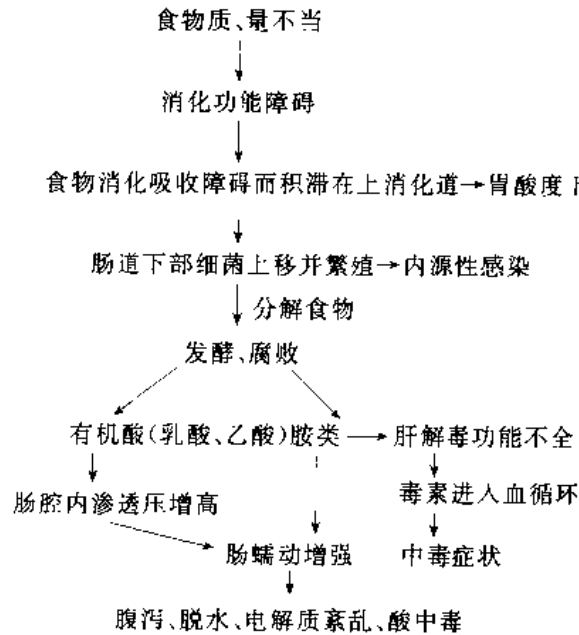 食物质、量不当
消化功能障碍
食物消化吸收障碍而积滞在上消化道→胃酸度
肠道下部细菌上移并繁殖→内源性感染
分解食物
发酵、腐败
有机酸(乳酸、乙酸)胺类→肝解毒功能不全
肠腔内渗透压增高
毒素进入血循环
肠蠕动增强
中毒症状
腹泻、脱水、电解质紊乱、酸中毒